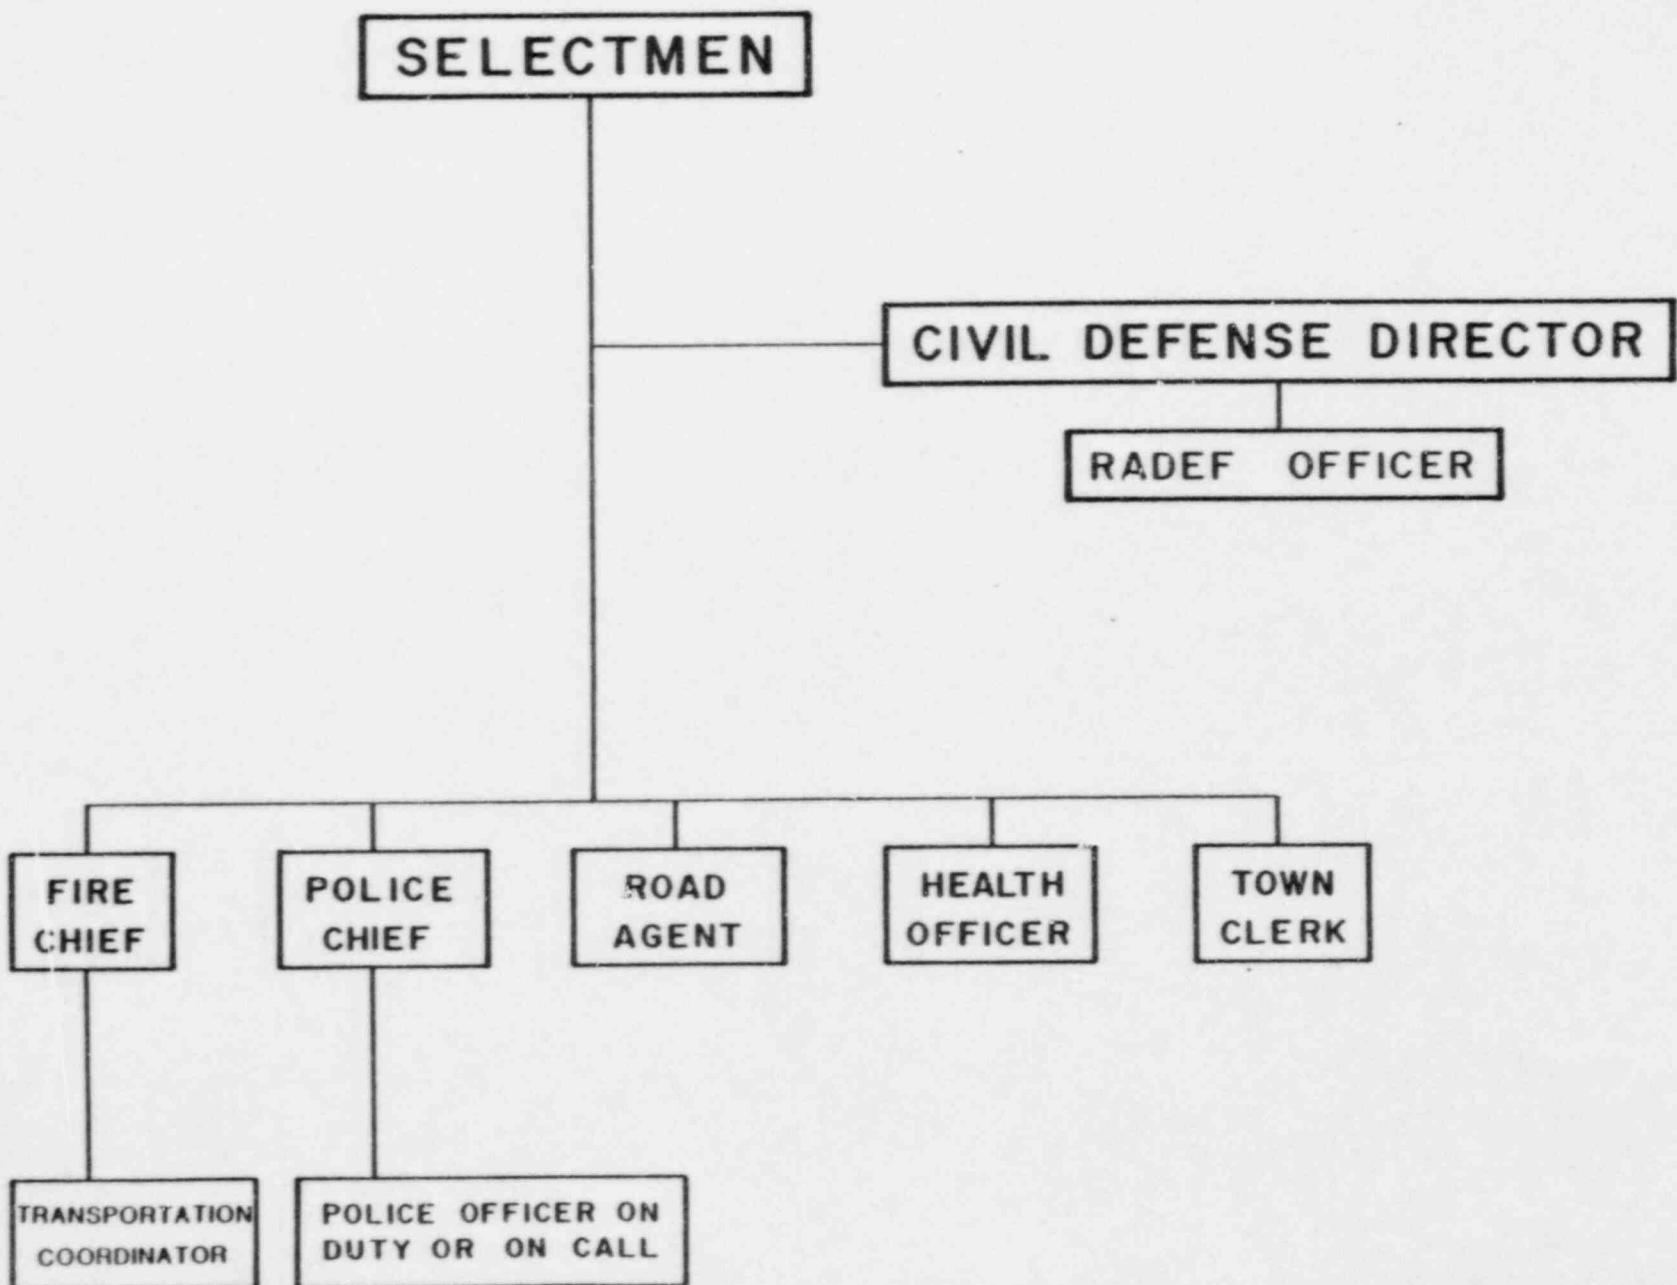 SELECTMEN
CIVIL DEFENSE DIRECTOR
RADEF OFFICER
FIRE
CHIEF
POLICE
CHIEF
ROAD
AGENT
HEALTH
OFFICER
TOWN
CLERK
TRANSPORTATION
COORDINATOR
POLICE OFFICER ON
DUTY OR ON CALL